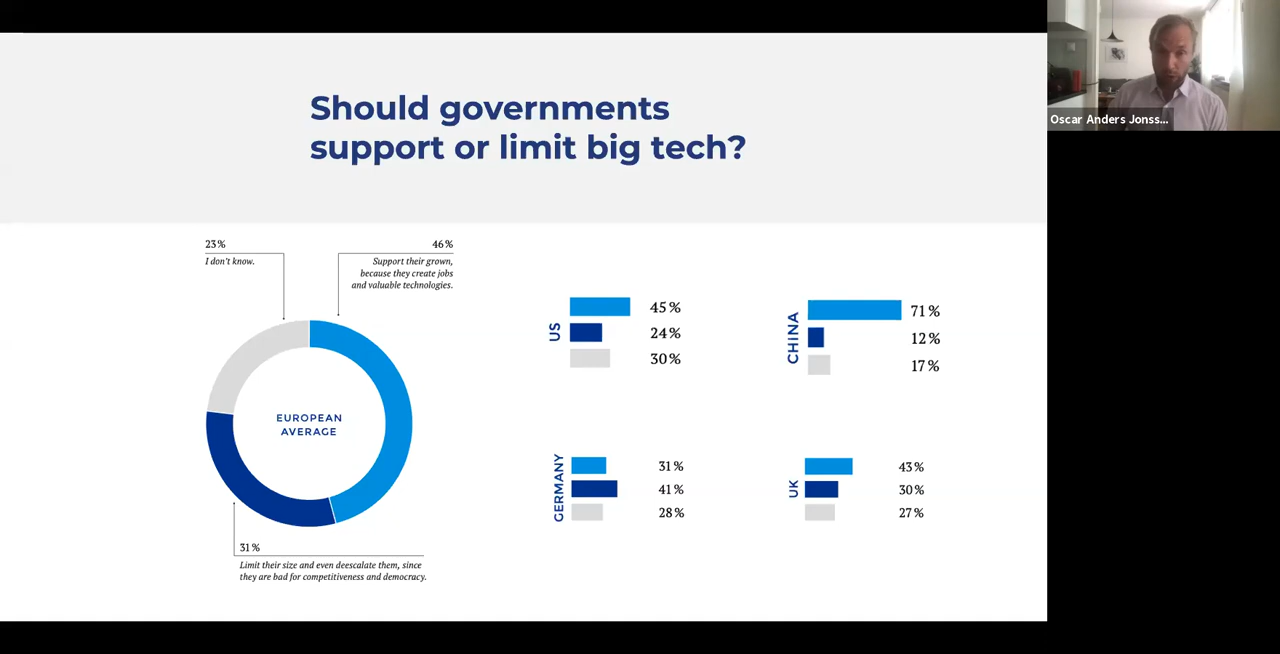 Should governments
support or limit big tech?
Oscar Anders Jonss...
23%
I don't know.
46%
Support their grown,
because they create jobs
and valuable technologies.
EUROPEAN
AVERAGE
31%
Limit their size and even deescalate them, since
they are bad for competitiveness and democracy.
US
45%
24%
30%
CHINA
71%
12%
17%
GERMANY
31%
41%
28%
UK
43%
30%
27%